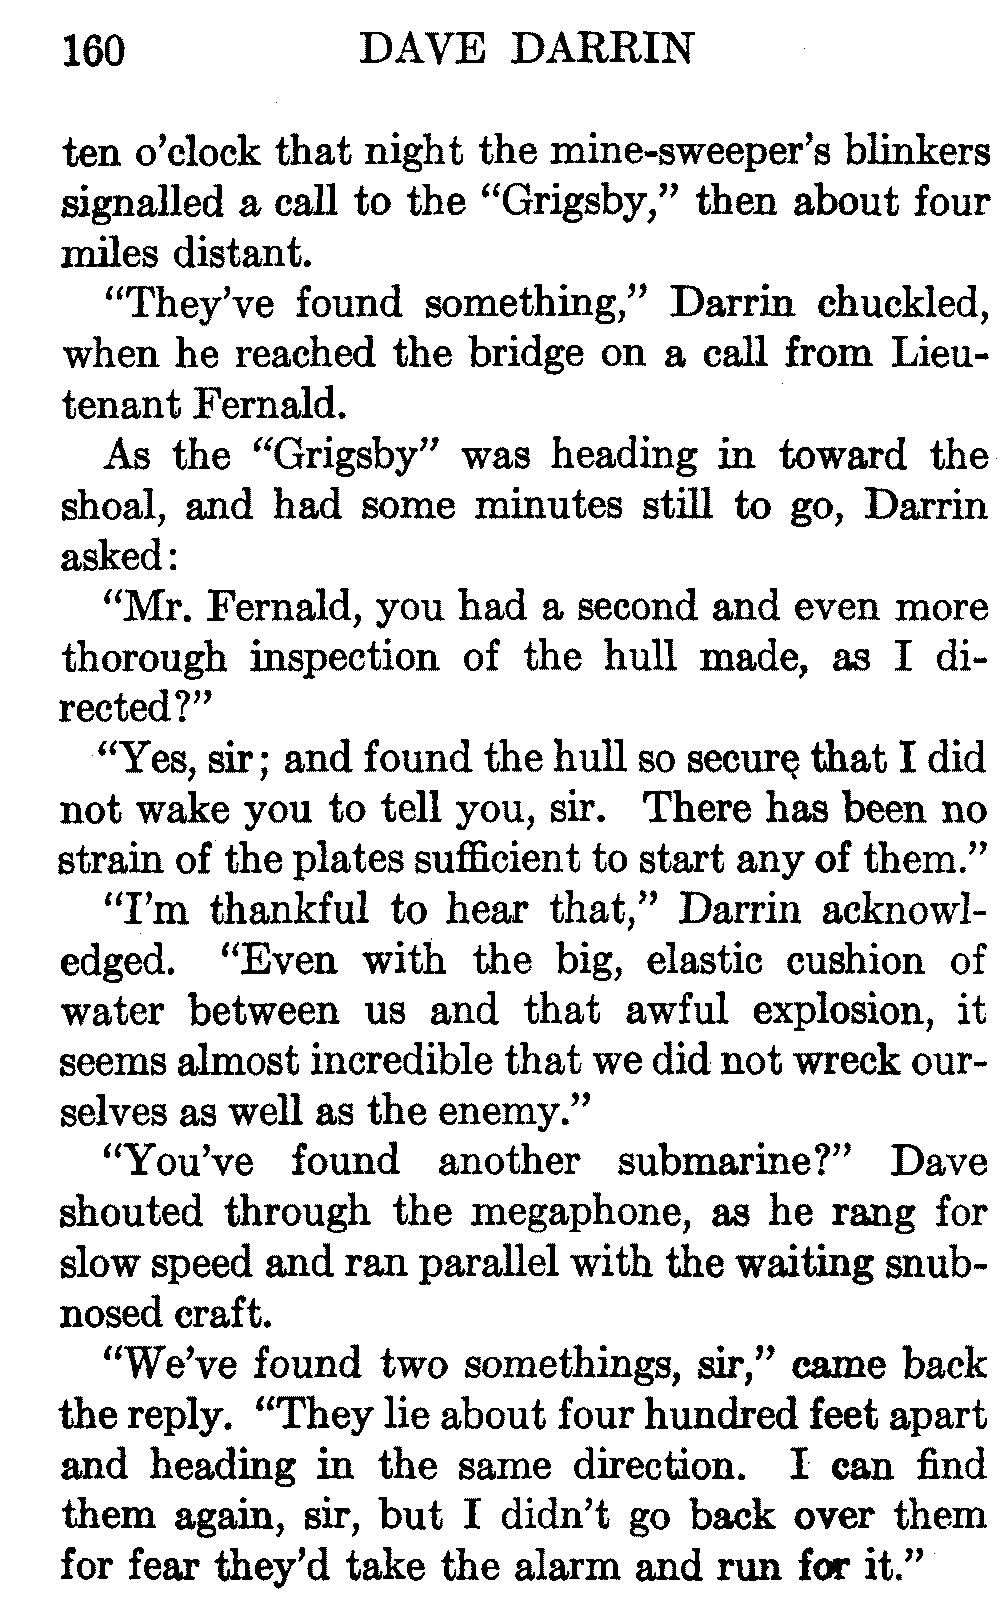 160 DAVE DARRIN
ten o'clock that night the mine-sweeper's blinkers
signalled a call to the “Grigsby,” then about four
miles distant.
“They've found something,” Darrin chuckled,
when he reached the bridge on a call from Lieu-
tenant Fernald.
As the “Grigsby” was heading in toward the
shoal, and had some minutes still to go, Darrin
asked:
“Mr. Fernald, you had a second and even more
thorough inspection of the hull made, as I di-
rected?”
“Yes, sir; and found the hull so secure that I did
not wake you to tell you, sir. There has been no
strain of the plates sufficient to start any of them.”
“I'm thankful to hear that,” Darrin acknowl-
edged. “Even with the big, elastic cushion of
water between us and that awful explosion, it
seems almost incredible that we did not wreck our-
selves as well as the enemy.”
“You've found another submarine?” Dave
shouted through the megaphone, as he rang for
slow speed and ran parallel with the waiting snub-
nosed craft.
“We've found two somethings, sir,” came back
the reply. “They lie about four hundred feet apart
and heading in the same direction. I can find
them again, sir, but I didn't go back over them
for fear they'd take the alarm and run for it.”